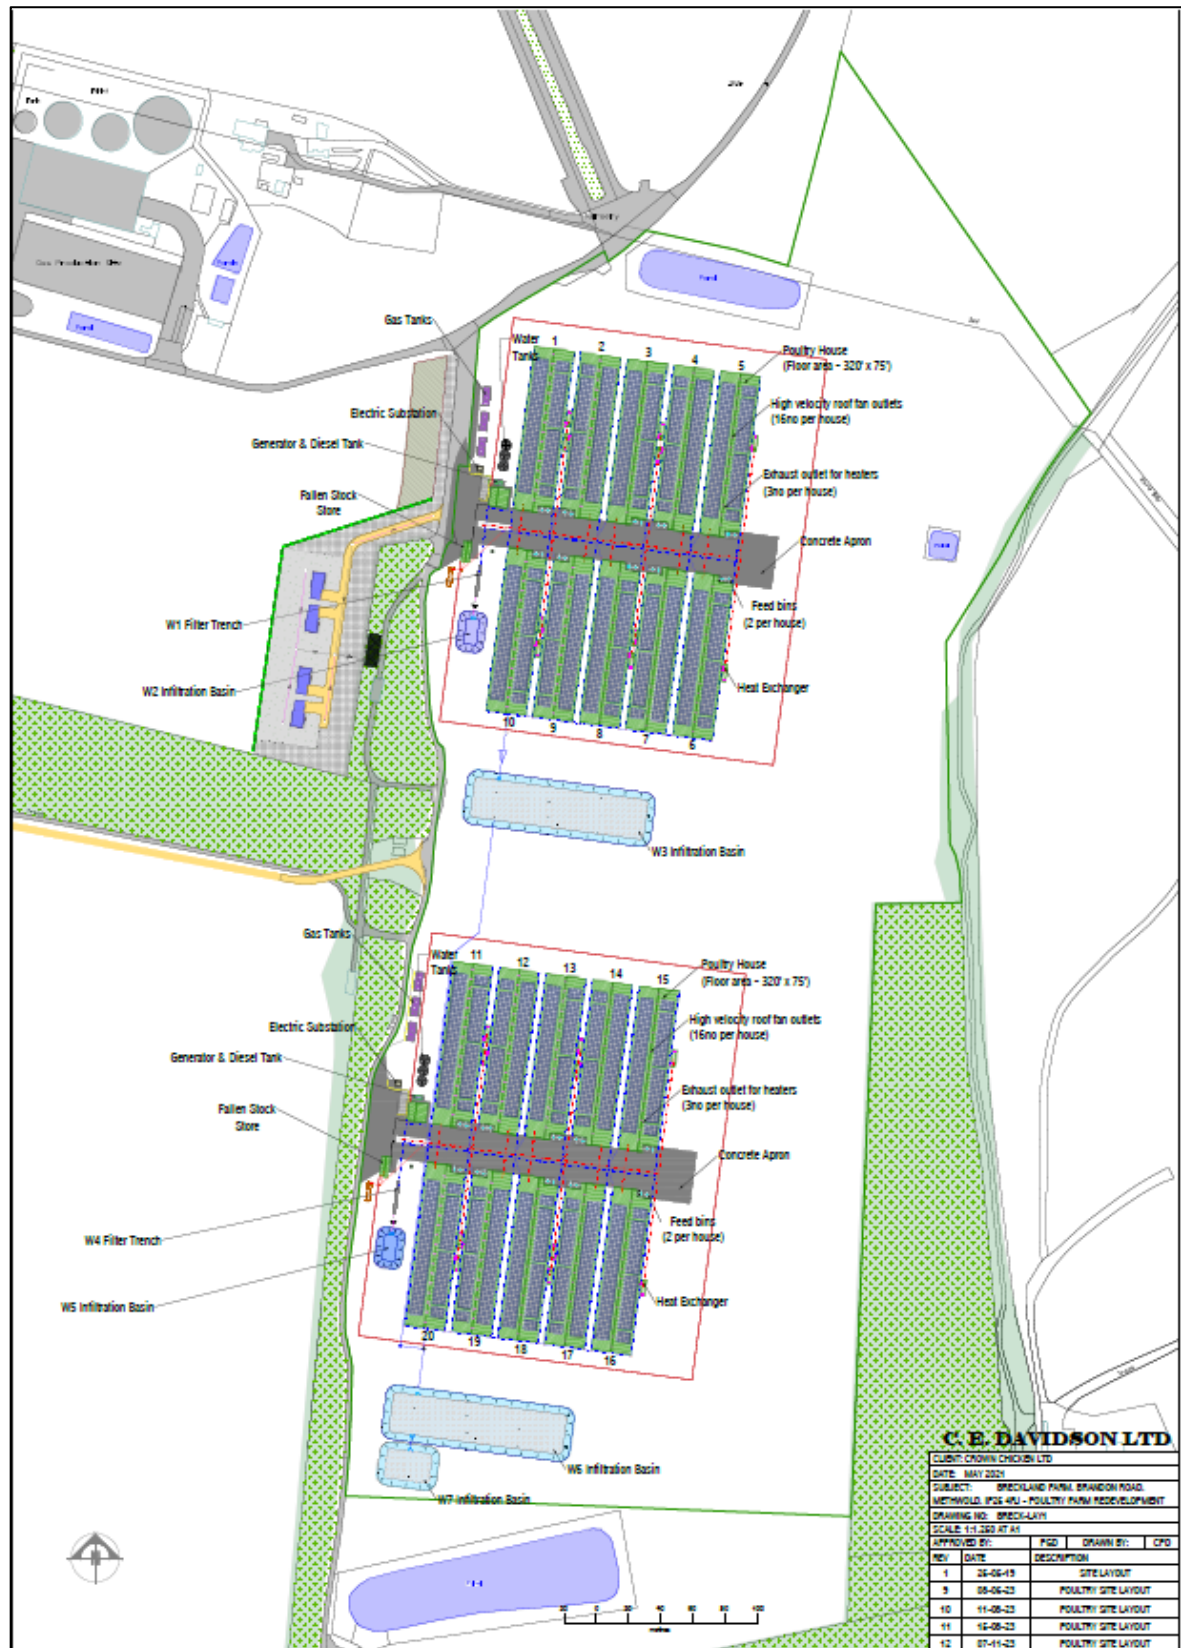 Pond
Gas Tanks
Water
Tanks
1
2
3
4
5
Poultry House
(Floor area - 320' x 75')
High velocity roof fan outlets
(16no per house)
Electric Substation
Generator & Diesel Tank
Fallen Stock
Store
Exhaust outlet for heaters
(3no per house)
Concrete Apron
Feed bins
(2 per house)
W1 Filter Trench
W2 Infiltration Basin
Heat Exchanger
10
9
8
7
6
W3 Infiltration Basin
Gas Tanks
Water
Tanks
11
12
13
14
15
Poultry House
(Floor area - 320' x 75')
High velocity roof fan outlets
(16no per house)
Electric Substation
Generator & Diesel Tank
Fallen Stock
Store
Exhaust outlet for heaters
(3no per house)
Concrete Apron
Feed bins
(2 per house)
W4 Filter Trench
W5 Infiltration Basin
Heat Exchanger
20
19
18
17
16
W6 Infiltration Basin
W7 Infiltration Basin
C. E. DAVIDSON LTD
CLIENT: CROWN CHICKEN LTD
DATE: MAY 2021
SUBJECT: BRECKLAND FARM, BRANDON ROAD,
METHWOLD, IP26 4RJ - POULTRY FARM REDEVELOPMENT
DRAWING NO: BRECK-LAY1
SCALE 1:1,250 AT A1
APPROVED BY: PGD DRAWN BY: CPD
REV DATE DESCRIPTION
1 26-06-19 SITE LAYOUT
9 08-06-23 POULTRY SITE LAYOUT
10 11-08-23 POULTRY SITE LAYOUT
11 16-08-23 POULTRY SITE LAYOUT
12 07-11-23 POULTRY SITE LAYOUT